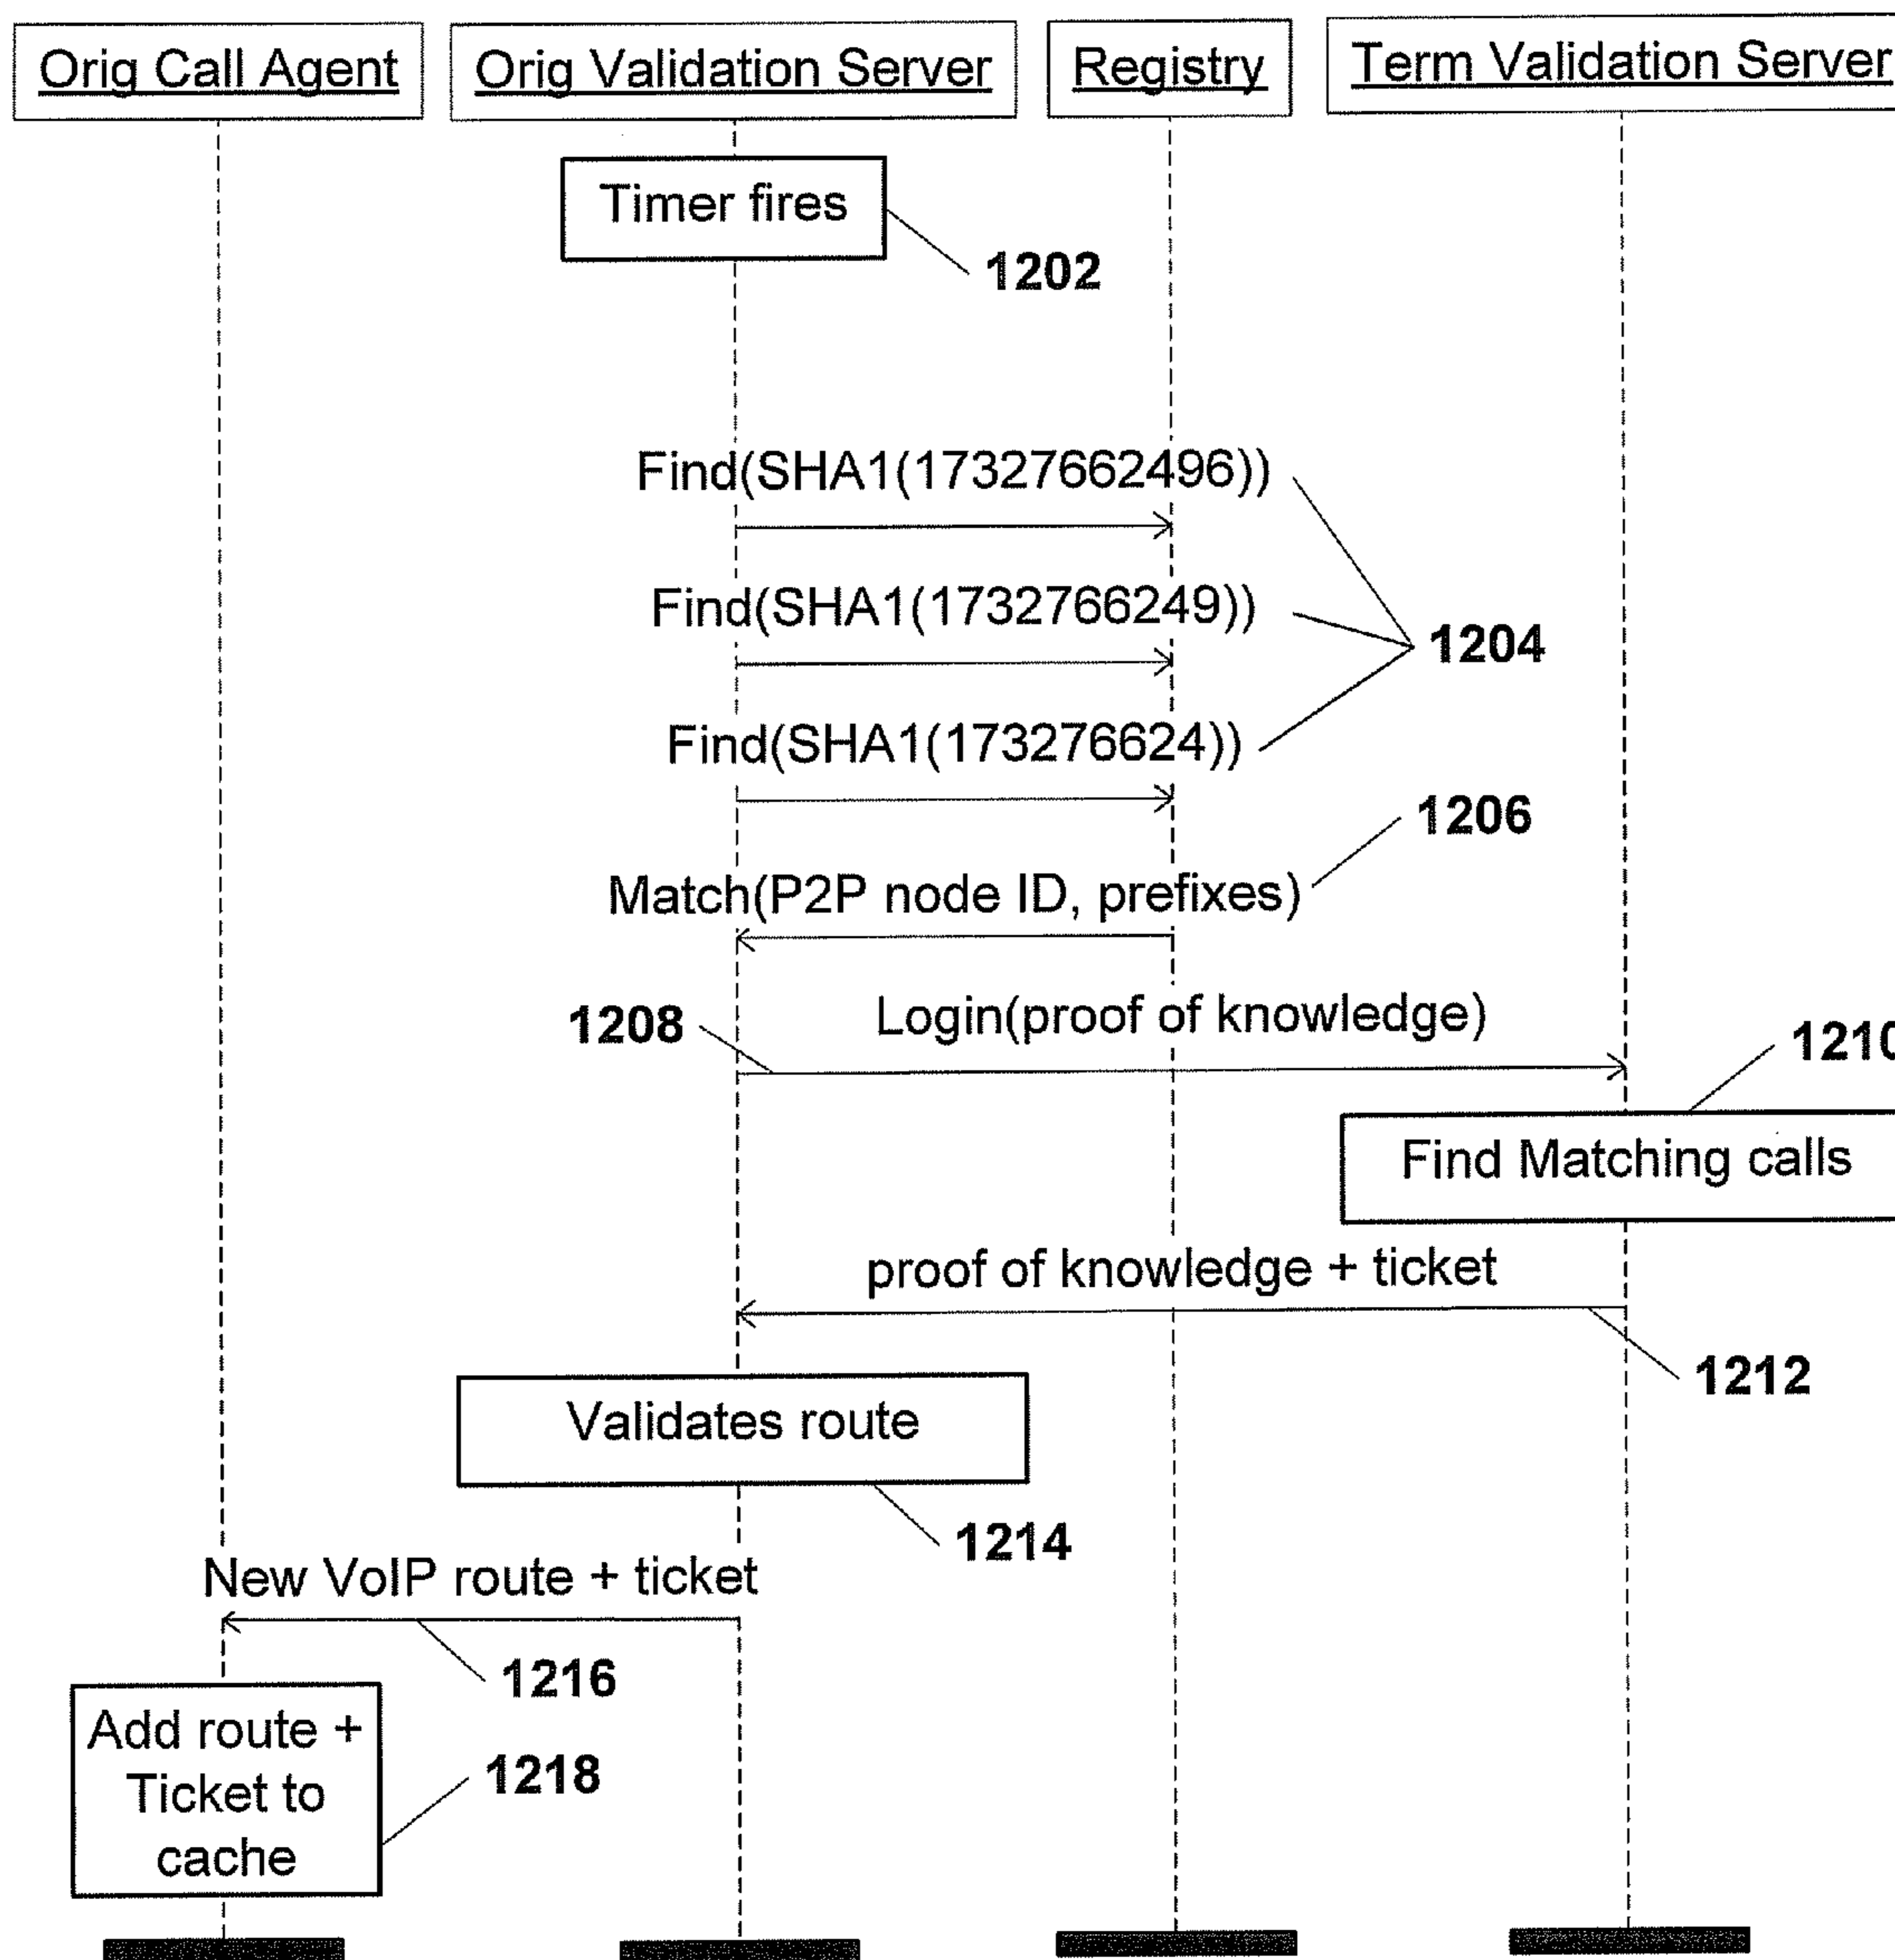 Orig Call Agent
Orig Validation Server
Registry
Term Validation Server
Timer fires
1202
Find(SHA1(17327662496))
Find(SHA1(1732766249))
1204
Find(SHA1(173276624))
1206
Match(P2P node ID, prefixes)
1208
Login(proof of knowledge)
1210
Find Matching calls
proof of knowledge + ticket
1212
Validates route
1214
New VoIP route + ticket
1216
Add route +
Ticket to
cache
1218